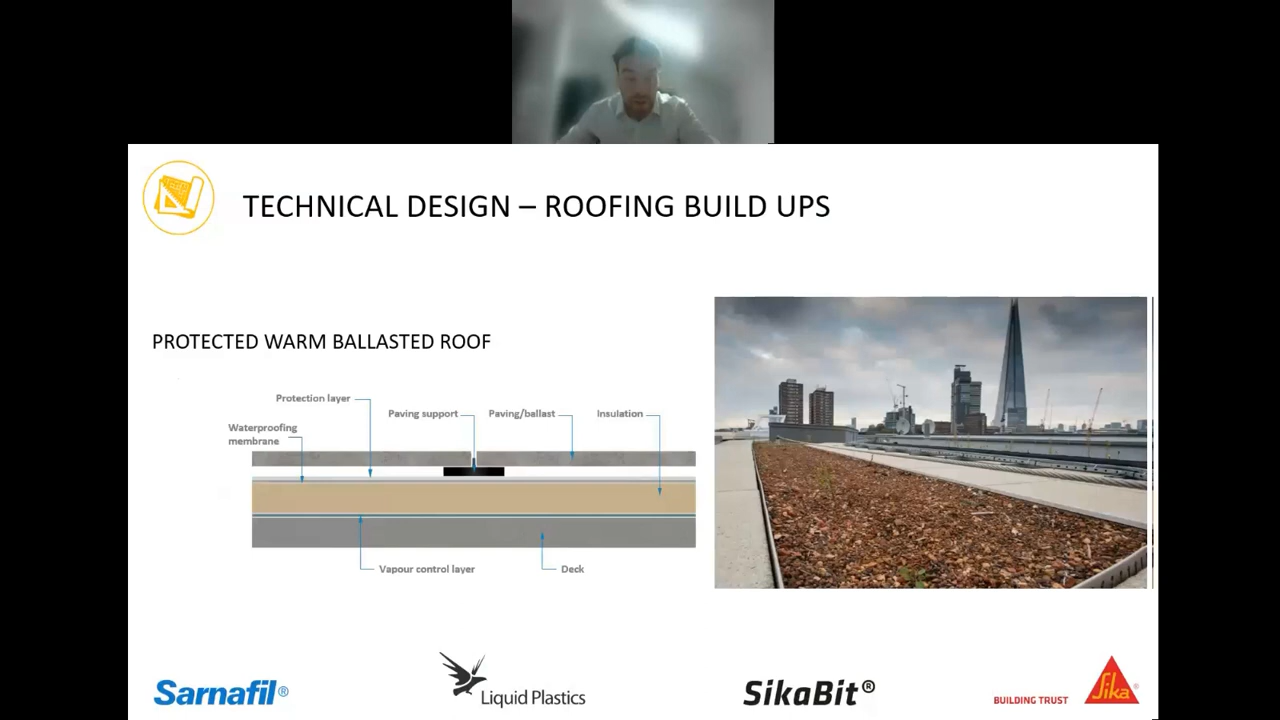 TECHNICAL DESIGN – ROOFING BUILD UPS
PROTECTED WARM BALLASTED ROOF
Protection layer
Paving support
Paving/ballast
Insulation
Waterproofing
membrane
Vapour control layer
Deck
Sarnafil®
Liquid Plastics
SikaBit®
BUILDING TRUST
Sika®